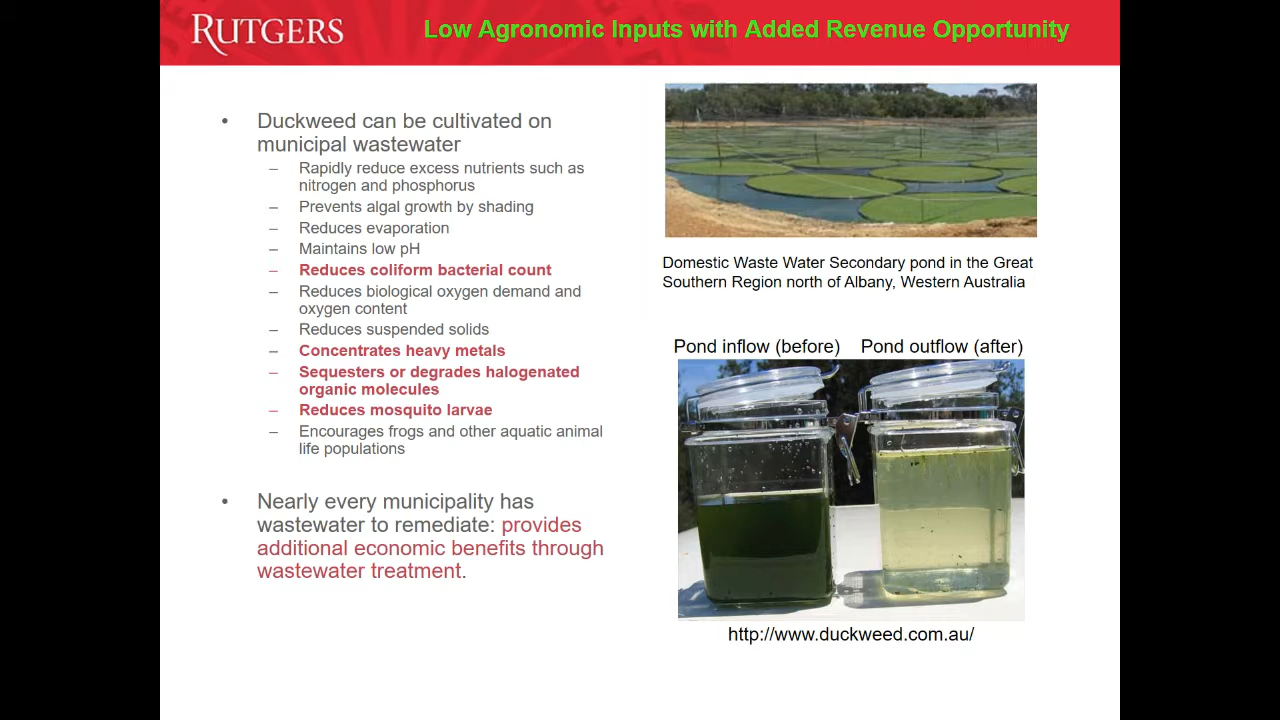 RUTGERS
Low Agronomic Inputs with Added Revenue Opportunity
• Duckweed can be cultivated on
municipal wastewater
– Rapidly reduce excess nutrients such as
nitrogen and phosphorus
– Prevents algal growth by shading
– Reduces evaporation
– Maintains low pH
– Reduces coliform bacterial count
– Reduces biological oxygen demand and
oxygen content
– Reduces suspended solids
– Concentrates heavy metals
– Sequesters or degrades halogenated
organic molecules
– Reduces mosquito larvae
– Encourages frogs and other aquatic animal
life populations
• Nearly every municipality has
wastewater to remediate: provides
additional economic benefits through
wastewater treatment.
Domestic Waste Water Secondary pond in the Great
Southern Region north of Albany, Western Australia
Pond inflow (before) Pond outflow (after)
http://www.duckweed.com.au/